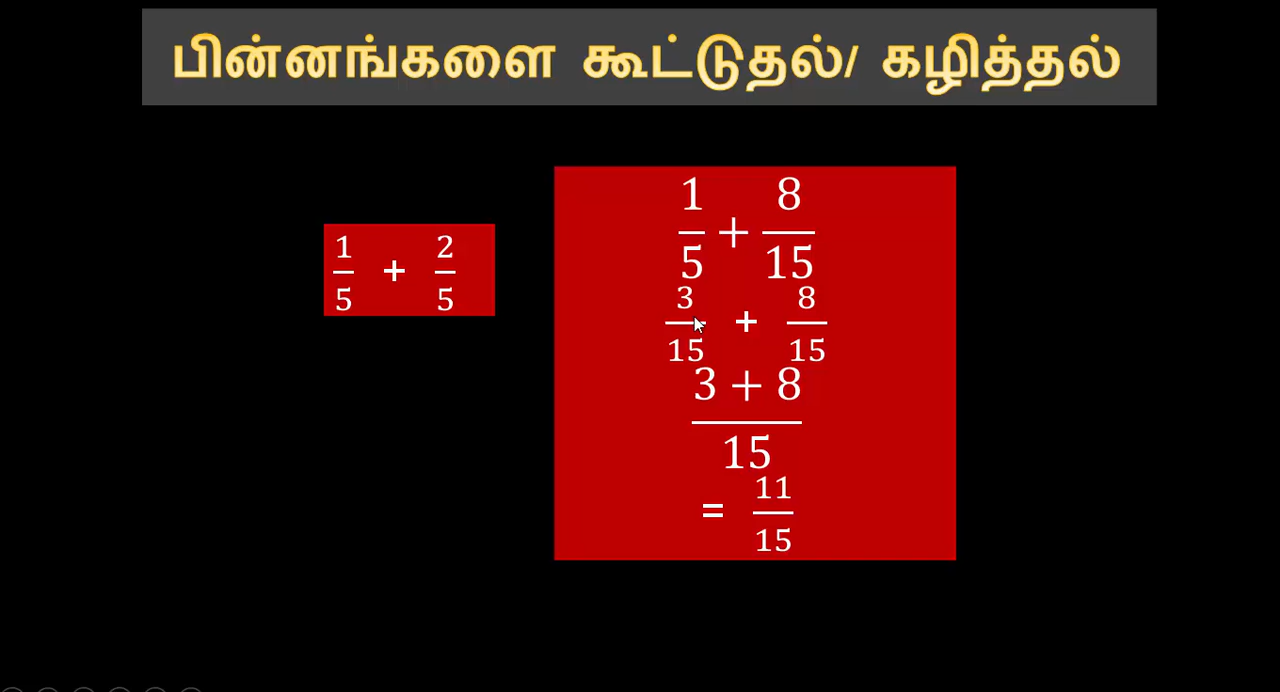 பின்னங்களை கூட்டுதல்/ கழித்தல்
1/5 + 2/5
1/5 + 8/15
3/15 + 8/15
3 + 8/15
= 11/15